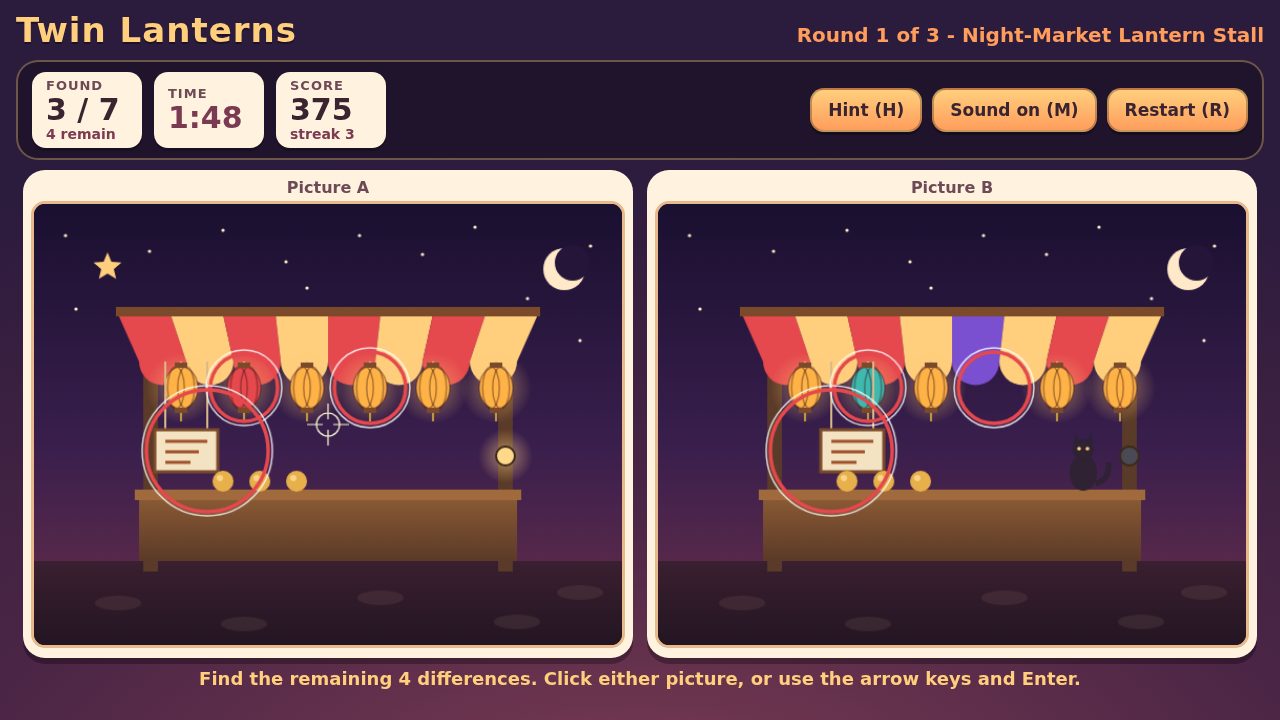 Twin Lanterns
Round 1 of 3 - Night-Market Lantern Stall
FOUND
3 / 7
4 remain
TIME
1:48
SCORE
375
streak 3
Hint (H)
Sound on (M)
Restart (R)
Picture A
Picture B
Find the remaining 4 differences. Click either picture, or use the arrow keys and Enter.